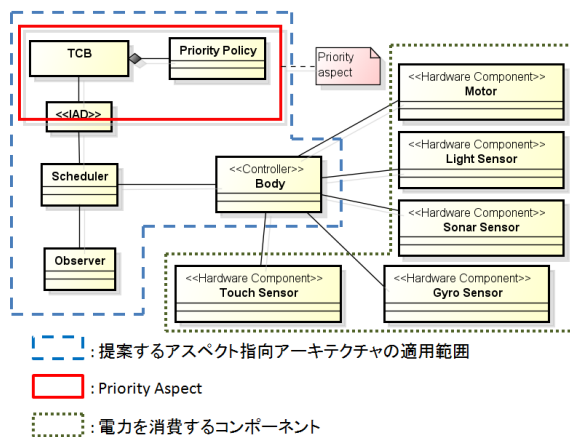 TCB
Priority Policy
Priority
aspect
<<IAD>>
<<Hardware Component>>
Motor
<<Hardware Component>>
Light Sensor
Scheduler
<<Controller>>
Body
<<Hardware Component>>
Sonar Sensor
Observer
<<Hardware Component>>
Touch Sensor
<<Hardware Component>>
Gyro Sensor
: 提案するアスペクト指向アーキテクチャの適用範囲
: Priority Aspect
: 電力を消費するコンポーネント